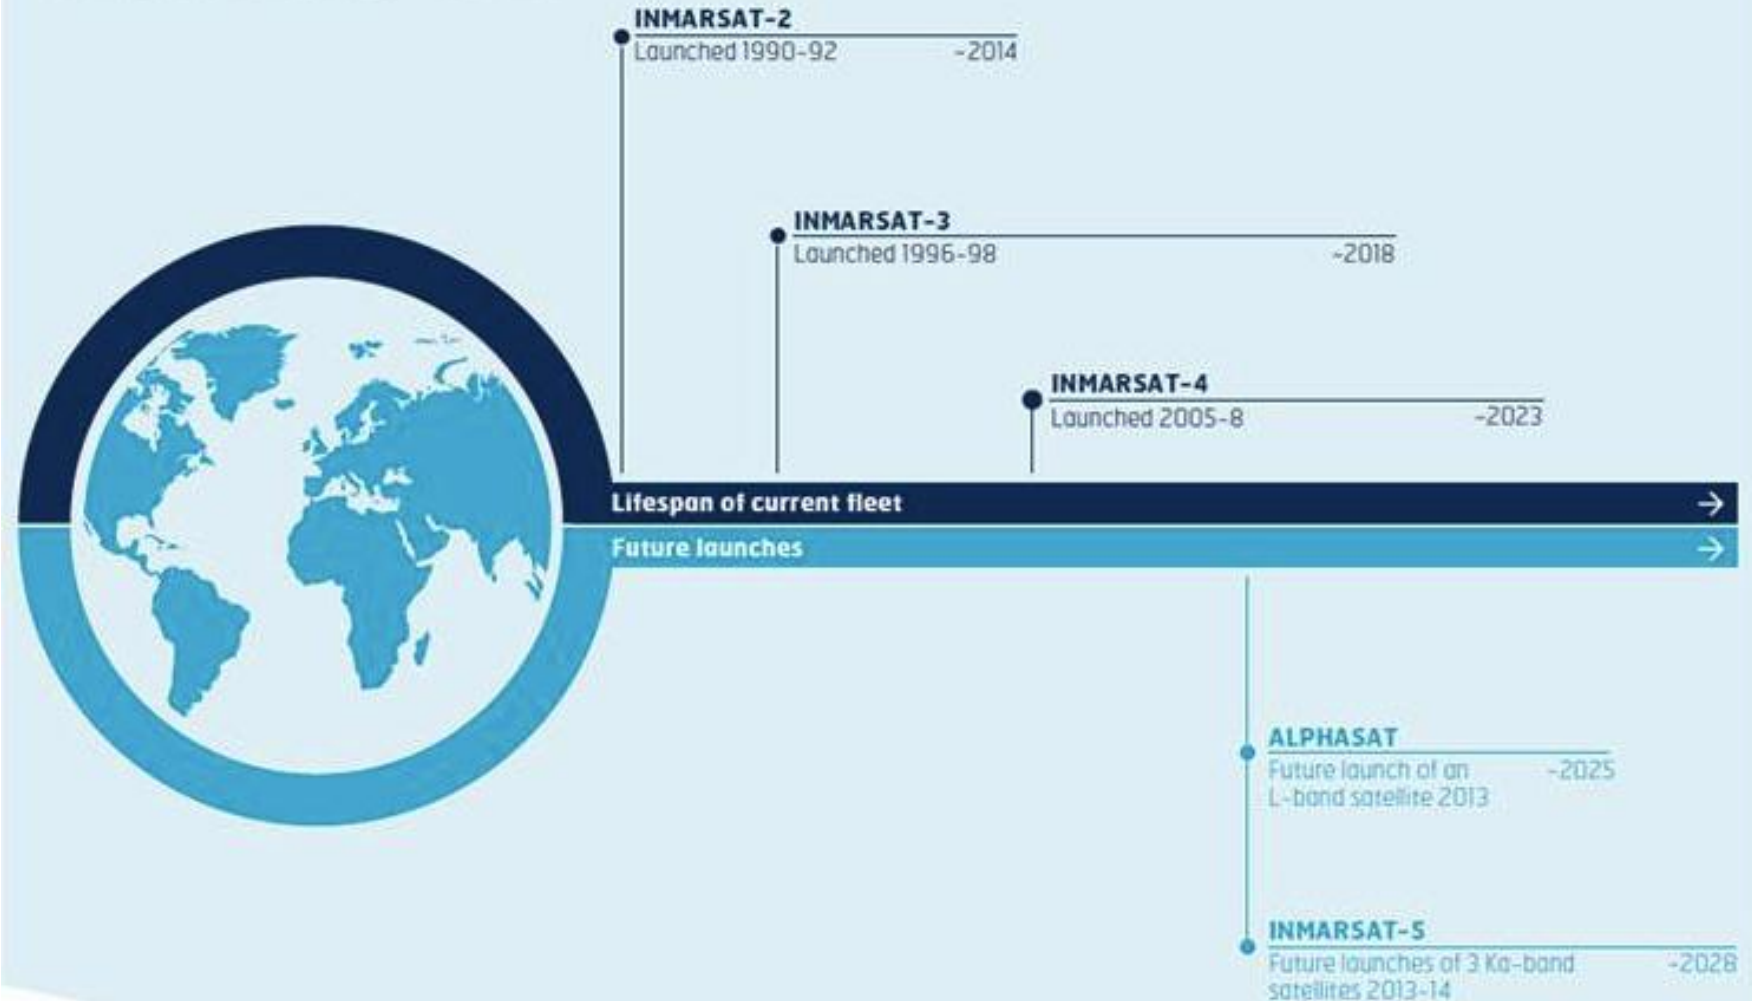 INMARSAT-2
Launched 1990-92 ~2014
INMARSAT-3
Launched 1996-98 ~2018
INMARSAT-4
Launched 2005-8 ~2023
Lifespan of current fleet →
Future launches →
ALPHASAT
Future launch of an ~2025
L-band satellite 2013
INMARSAT-5
Future launches of 3 Ka-band ~2028
satellites 2013-14